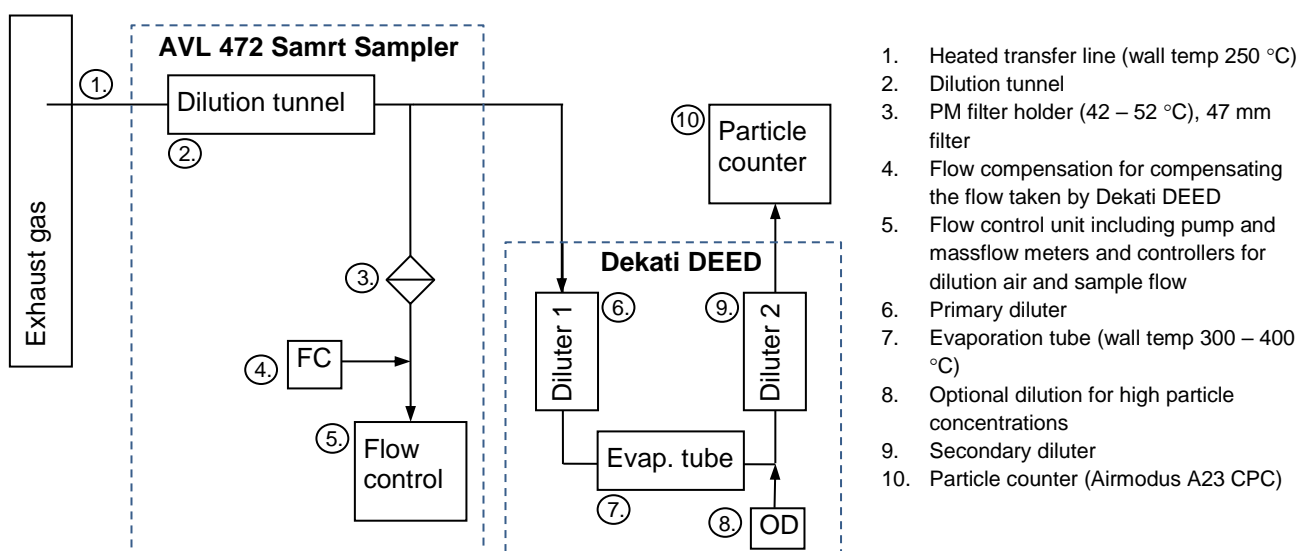 AVL 472 Samrt Sampler
Exhaust gas
1.
Dilution tunnel
2.
3.
FC
4.
5.
Flow
control
Dekati DEED
Diluter 1
6.
Evap. tube
7.
OD
8.
Diluter 2
9.
Particle
counter
10
1. Heated transfer line (wall temp 250 °C)
2. Dilution tunnel
3. PM filter holder (42 – 52 °C), 47 mm
filter
4. Flow compensation for compensating
the flow taken by Dekati DEED
5. Flow control unit including pump and
massflow meters and controllers for
dilution air and sample flow
6. Primary diluter
7. Evaporation tube (wall temp 300 – 400
°C)
8. Optional dilution for high particle
concentrations
9. Secondary diluter
10. Particle counter (Airmodus A23 CPC)